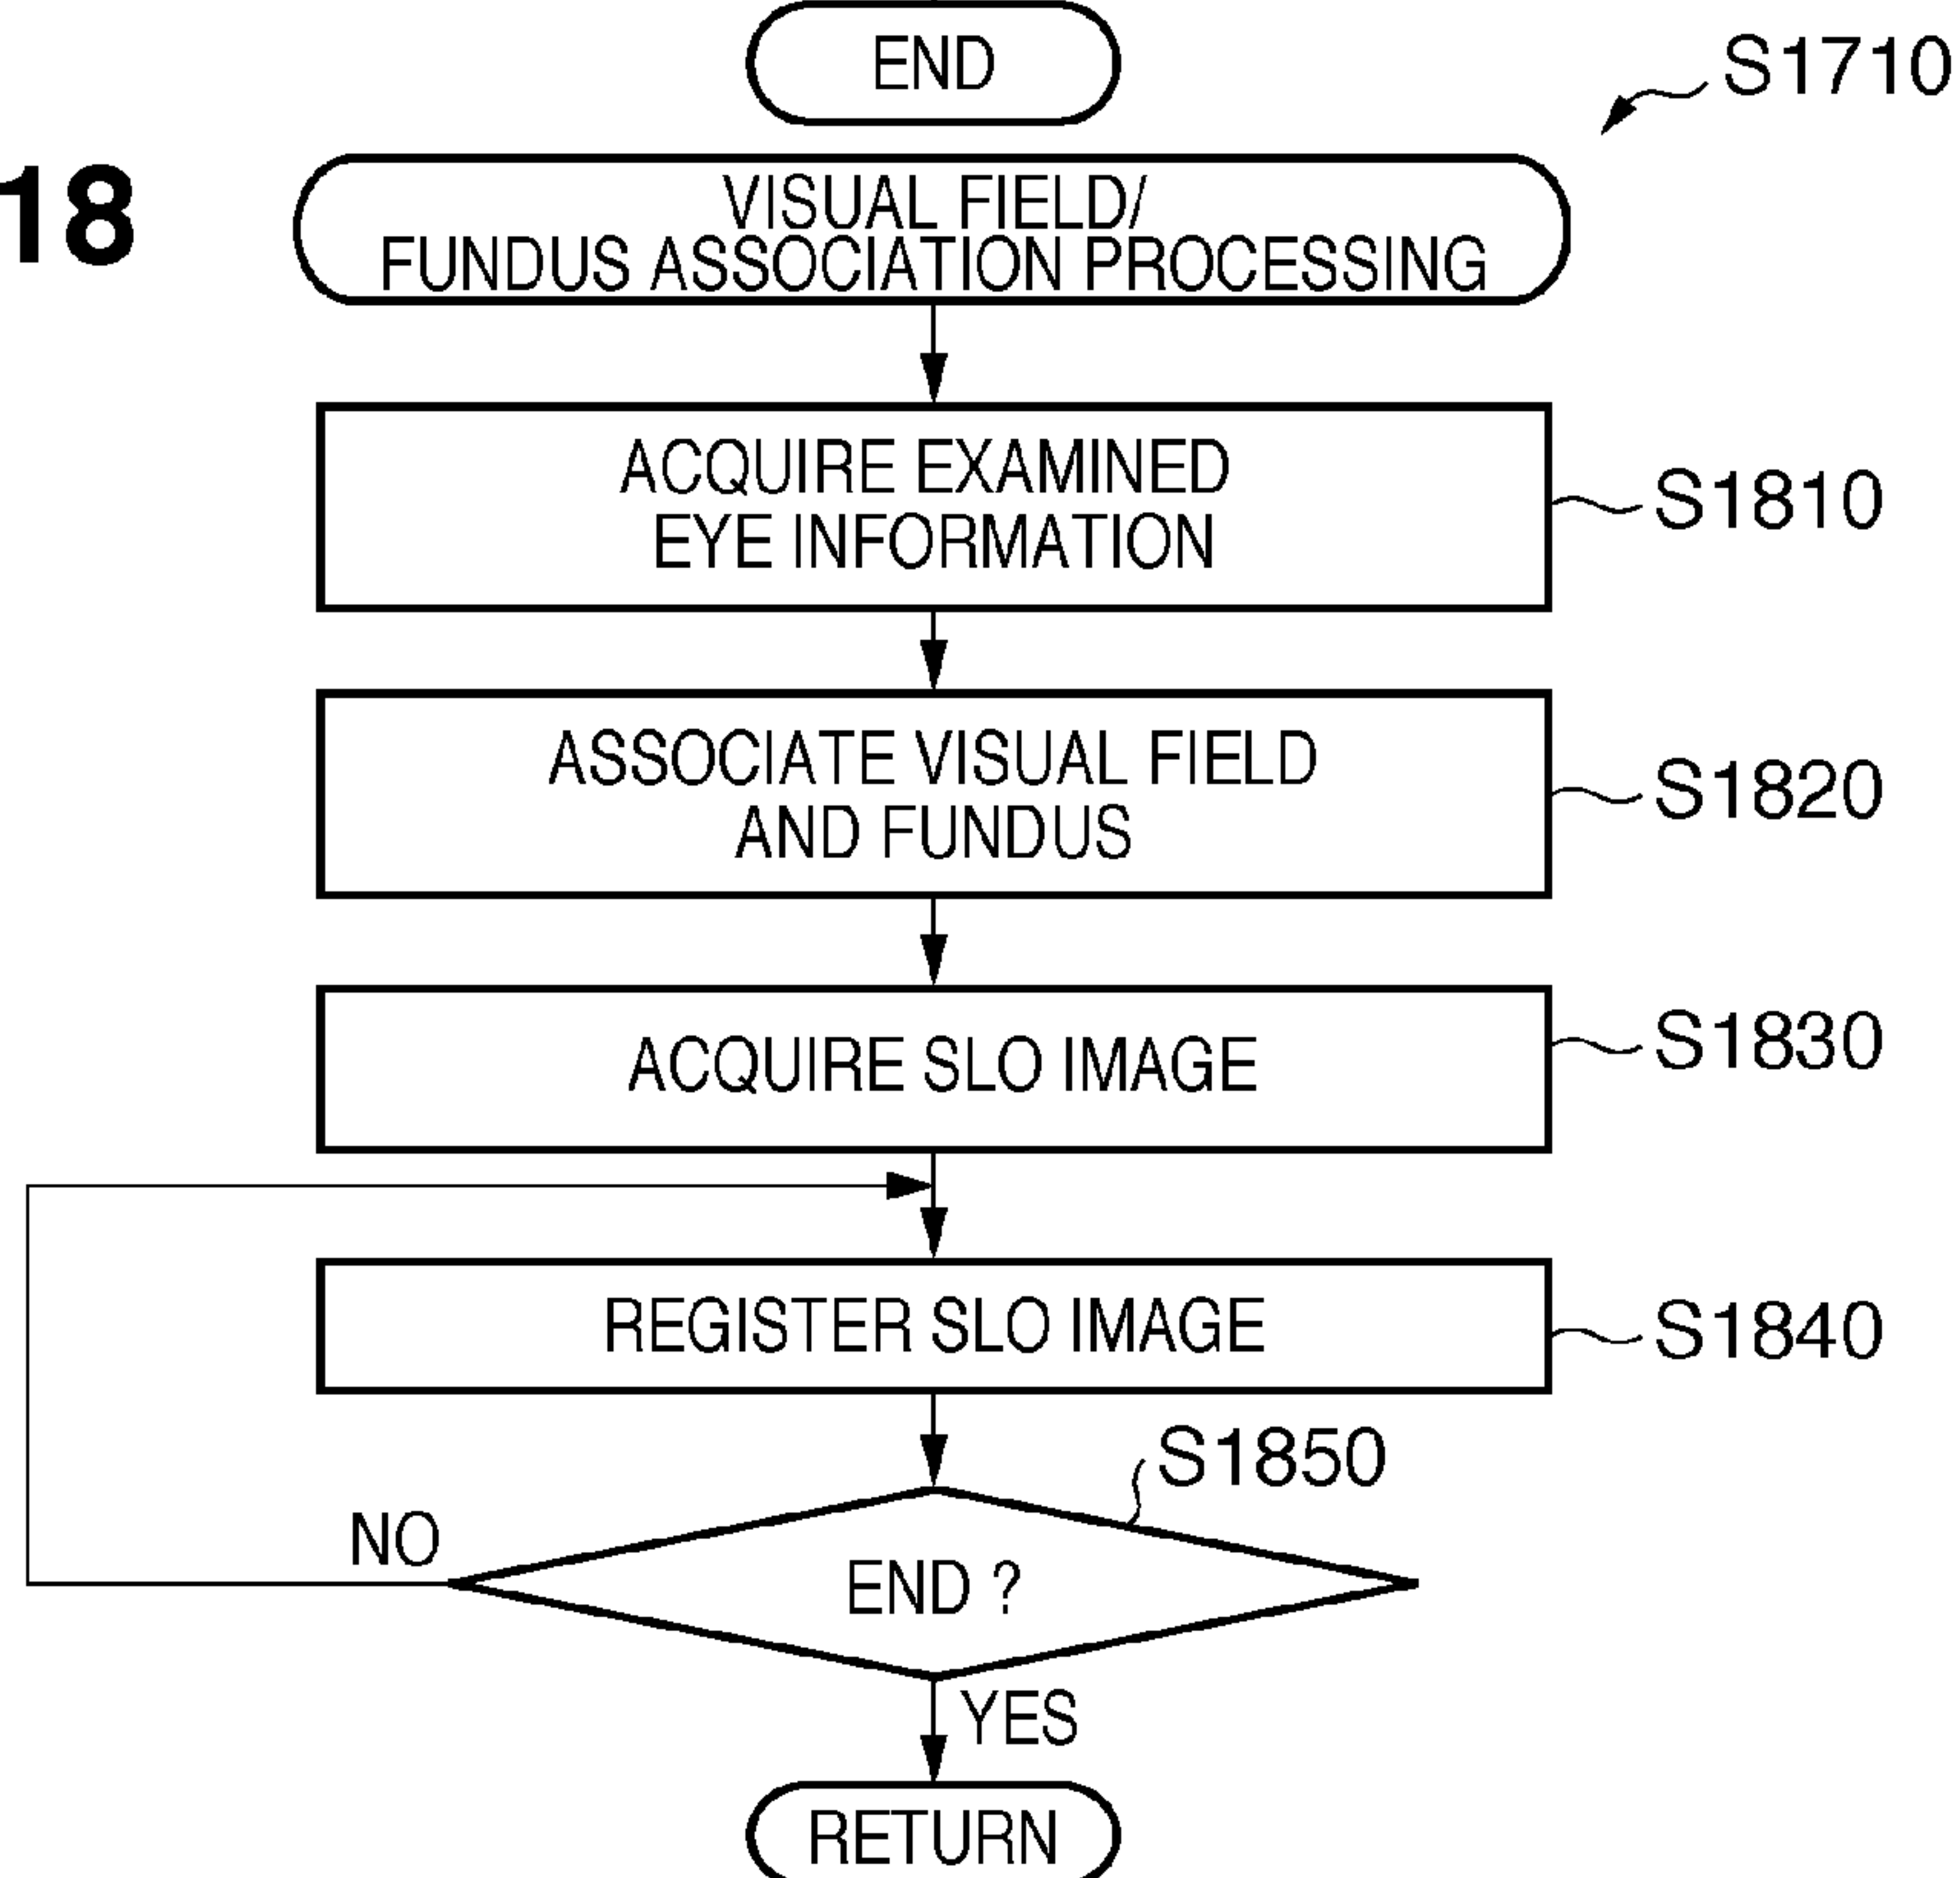 END
S1710
18
VISUAL FIELD/
FUNDUS ASSOCIATION PROCESSING
ACQUIRE EXAMINED
EYE INFORMATION
S1810
ASSOCIATE VISUAL FIELD
AND FUNDUS
S1820
ACQUIRE SLO IMAGE
S1830
REGISTER SLO IMAGE
S1840
S1850
NO
END ?
YES
RETURN